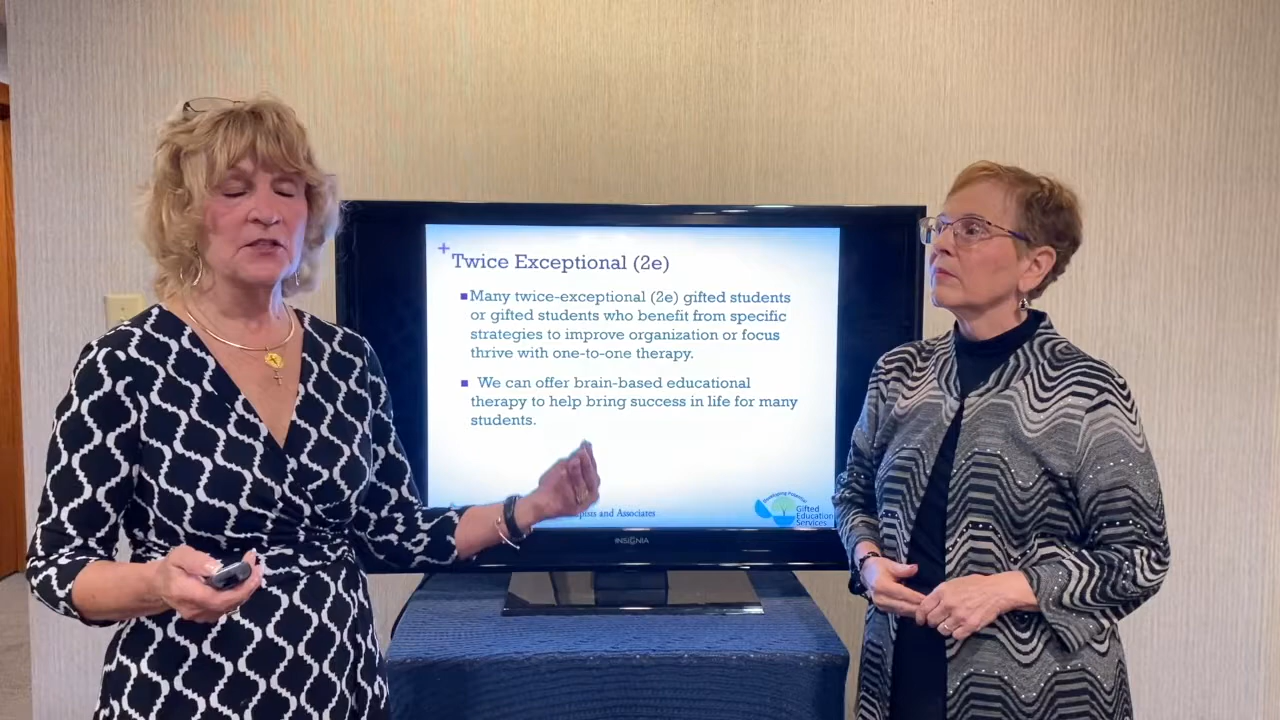 +
Twice Exceptional (2e)
■Many twice-exceptional (2e) gifted students
or gifted students who benefit from specific
strategies to improve organization or focus
thrive with one-to-one therapy.
■ We can offer brain-based educational
therapy to help bring success in life for many
students.
and Associates
Developing Potential
Gifted
Education
Services
INSIGNIA